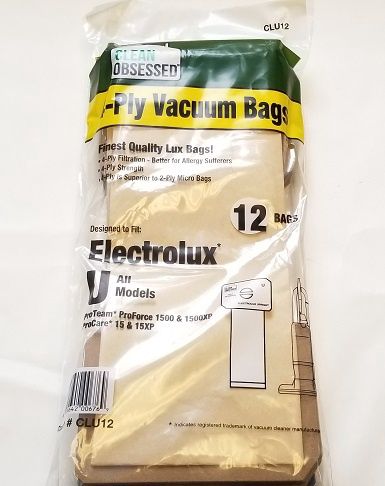 CLU12
CLEAN
OBSESSED
-Ply Vacuum Bags
Finest Quality Lux Bags!
• 4-Ply Filtration - Better for Allergy Sufferers
4-Ply Strength
-Ply is Superior to 2-Ply Micro Bags
12 BAGS
Designed to Fit:
Electrolux*
U All Models
ProTeam* ProForce 1500 & 1500XP
ProCare* 15 & 15XP
# CLU12
* Indicates registered trademark of vacuum cleaner manufacturer